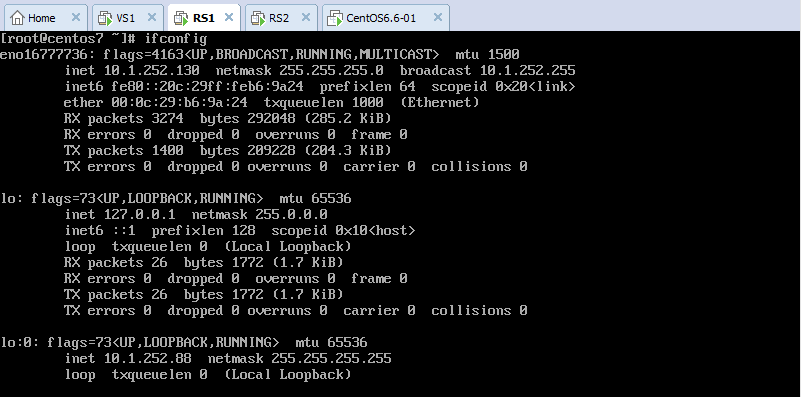 Home VS1 RS1 RS2 CentOS6.6-01
[root@centos7 ~]# ifconfig
eno16777736: flags=4163<UP,BROADCAST,RUNNING,MULTICAST>  mtu 1500
        inet 10.1.252.130  netmask 255.255.255.0  broadcast 10.1.252.255
        inet6 fe80::20c:29ff:feb6:9a24  prefixlen 64  scopeid 0x20<link>
        ether 00:0c:29:b6:9a:24  txqueuelen 1000  (Ethernet)
        RX packets 3274  bytes 292048 (285.2 KiB)
        RX errors 0  dropped 0  overruns 0  frame 0
        TX packets 1400  bytes 209228 (204.3 KiB)
        TX errors 0  dropped 0 overruns 0  carrier 0  collisions 0
lo: flags=73<UP,LOOPBACK,RUNNING>  mtu 65536
        inet 127.0.0.1  netmask 255.0.0.0
        inet6 ::1  prefixlen 128  scopeid 0x10<host>
        loop  txqueuelen 0  (Local Loopback)
        RX packets 26  bytes 1772 (1.7 KiB)
        RX errors 0  dropped 0  overruns 0  frame 0
        TX packets 26  bytes 1772 (1.7 KiB)
        TX errors 0  dropped 0 overruns 0  carrier 0  collisions 0
lo:0: flags=73<UP,LOOPBACK,RUNNING>  mtu 65536
        inet 10.1.252.88  netmask 255.255.255.255
        loop  txqueuelen 0  (Local Loopback)